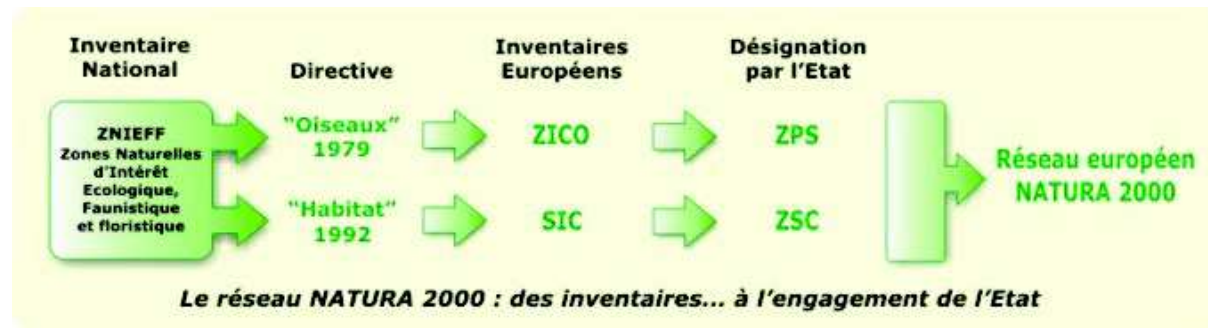 Inventaire
National
Directive
Inventaires
Européens
Désignation
par l'Etat
ZNIEFF
Zones Naturelles
d'Intérêt
Ecologique,
Faunistique
et floristique
"Oiseaux"
1979
ZICO
ZPS
"Habitat"
1992
SIC
ZSC
Réseau européen
NATURA 2000
Le réseau NATURA 2000 : des inventaires... à l'engagement de l'Etat